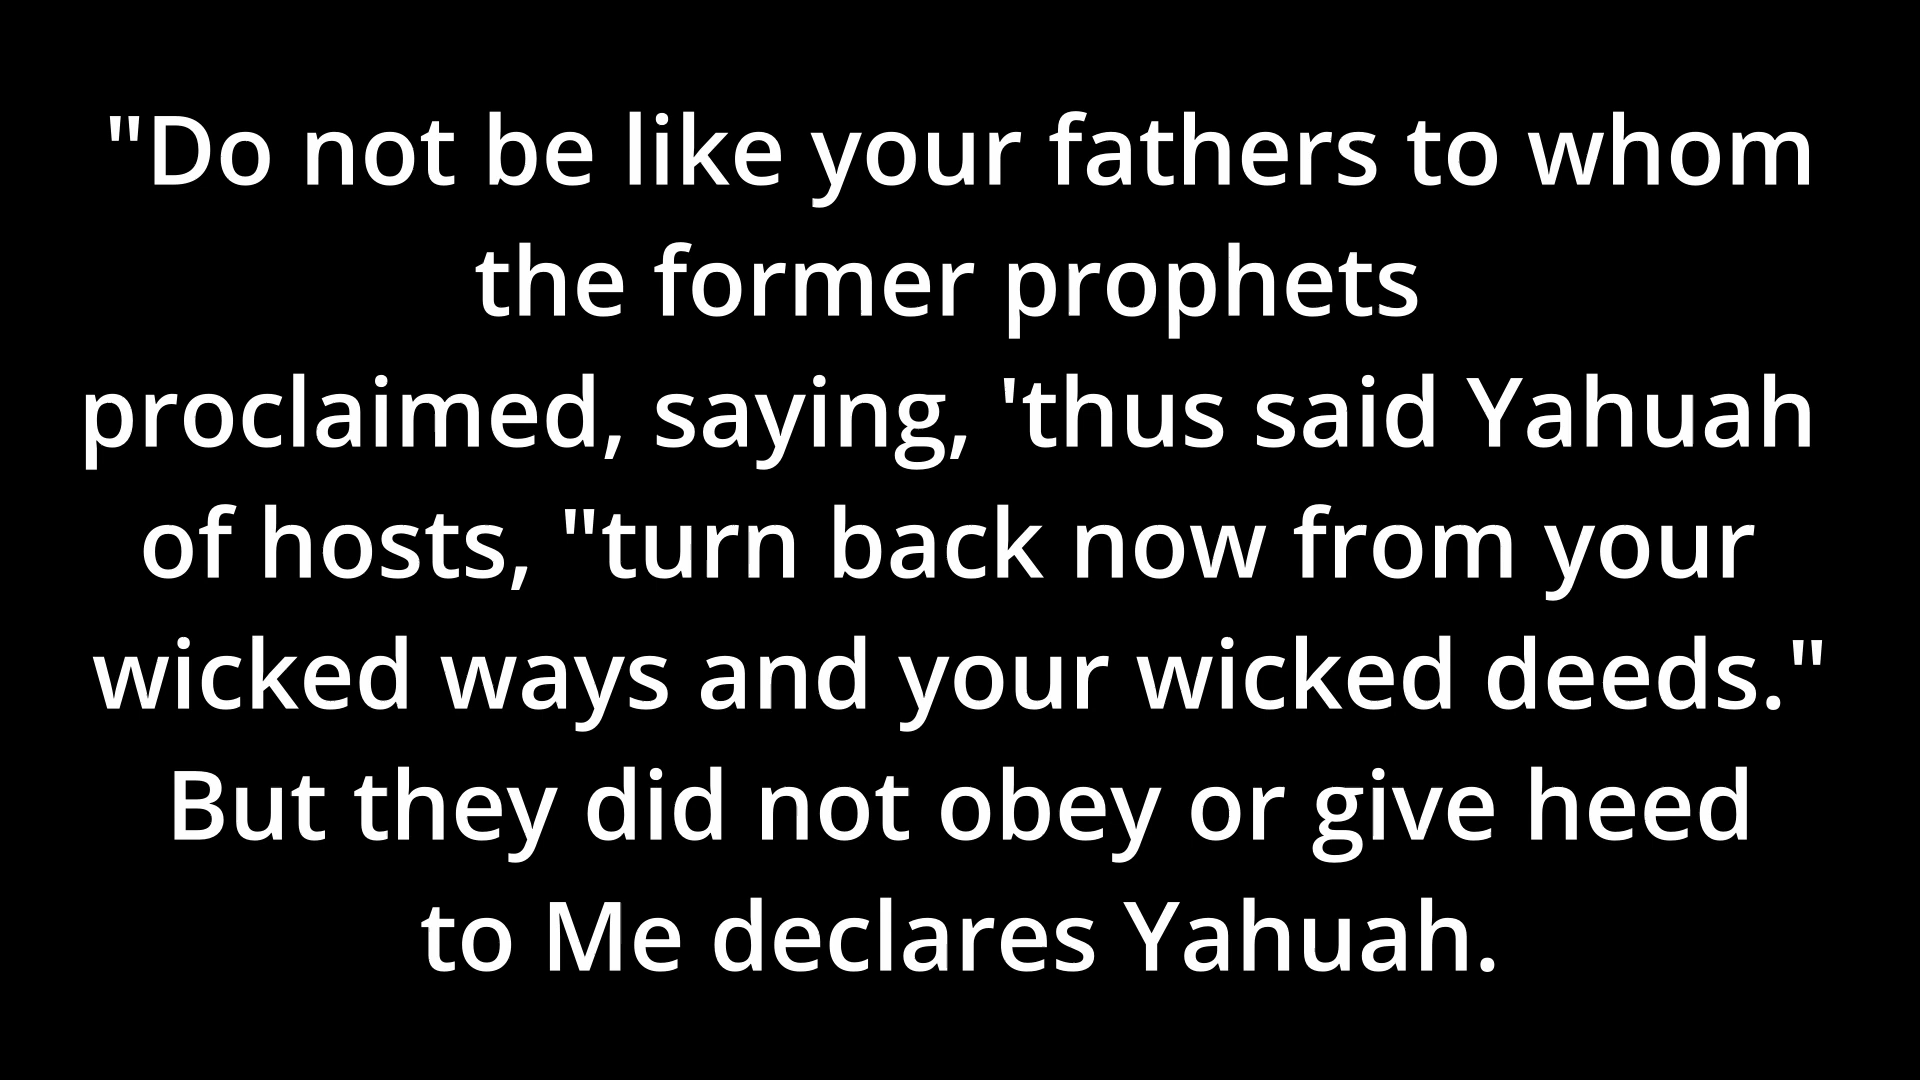 "Do not be like your fathers to whom
the former prophets
proclaimed, saying, 'thus said Yahuah
of hosts, "turn back now from your
wicked ways and your wicked deeds."
But they did not obey or give heed
to Me declares Yahuah.